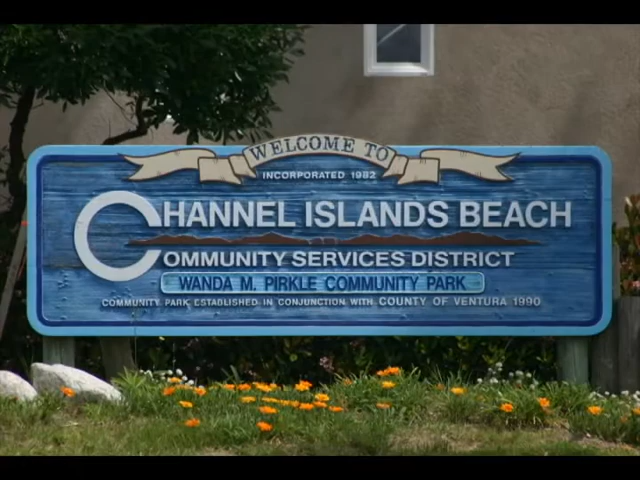 WELCOME TO
INCORPORATED 1982
CHANNEL ISLANDS BEACH
COMMUNITY SERVICES DISTRICT
WANDA M. PIRKLE COMMUNITY PARK
COMMUNITY PARK ESTABLISHED IN CONJUNCTION WITH COUNTY OF VENTURA 1990